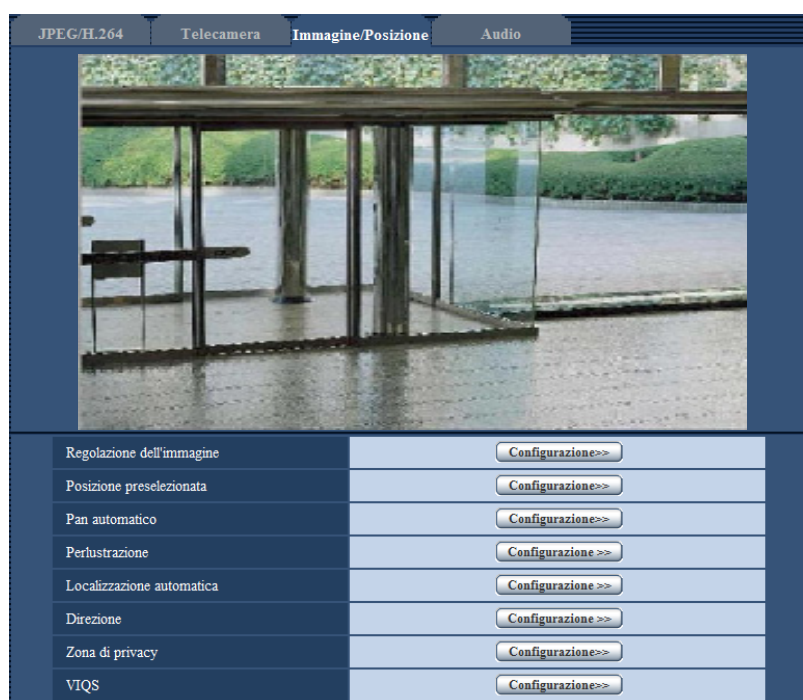 JPEG/H.264 Telecamera Immagine/Posizione Audio
Regolazione dell'immagine Configurazione>>
Posizione preselezionata Configurazione>>
Pan automatico Configurazione>>
Perlustrazione Configurazione >>
Localizzazione automatica Configurazione >>
Direzione Configurazione >>
Zona di privacy Configurazione>>
VIQS Configurazione>>